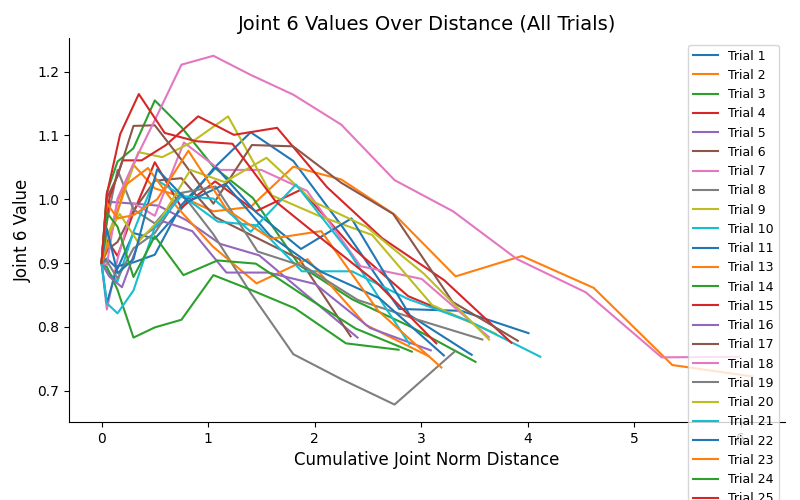 Joint 6 Values Over Distance (All Trials)
Joint 6 Value
1.2
1.1
1.0
0.9
0.8
0.7
0
1
2
3
4
5
6
Cumulative Joint Norm Distance
Trial 1
Trial 2
Trial 3
Trial 4
Trial 5
Trial 6
Trial 7
Trial 8
Trial 9
Trial 10
Trial 11
Trial 13
Trial 14
Trial 15
Trial 16
Trial 17
Trial 18
Trial 19
Trial 20
Trial 21
Trial 22
Trial 23
Trial 24
Trial 25